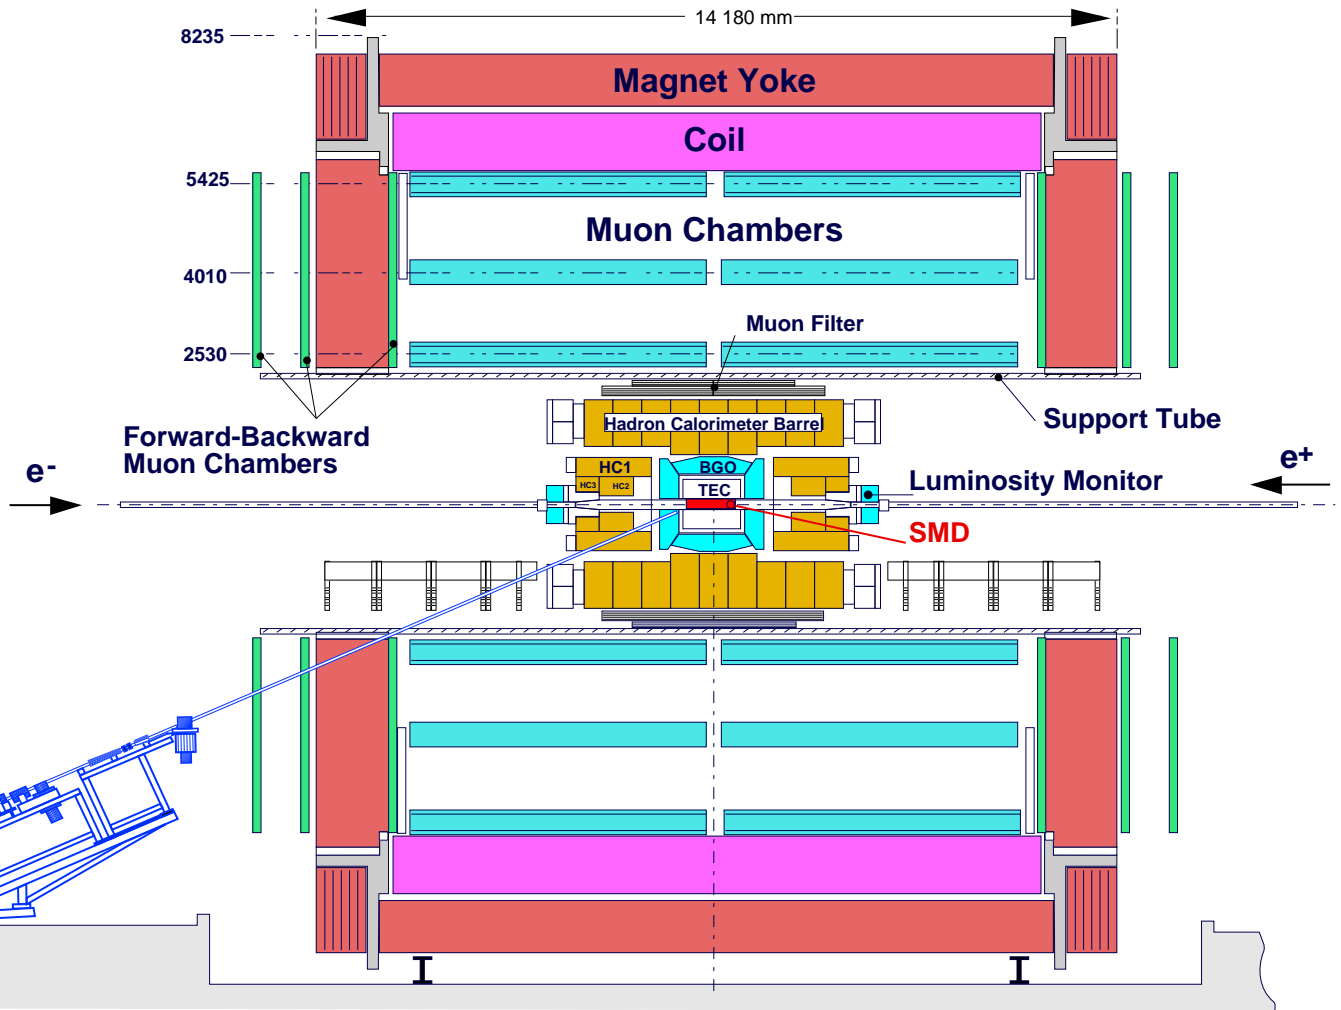 14 180 mm
8235
Magnet Yoke
Coil
5425
Muon Chambers
4010
Muon Filter
2530
Support Tube
Hadron Calorimeter Barrel
Forward-Backward
Muon Chambers
e-
e+
HC1
BGO
HC3
HC2
TEC
Luminosity Monitor
SMD